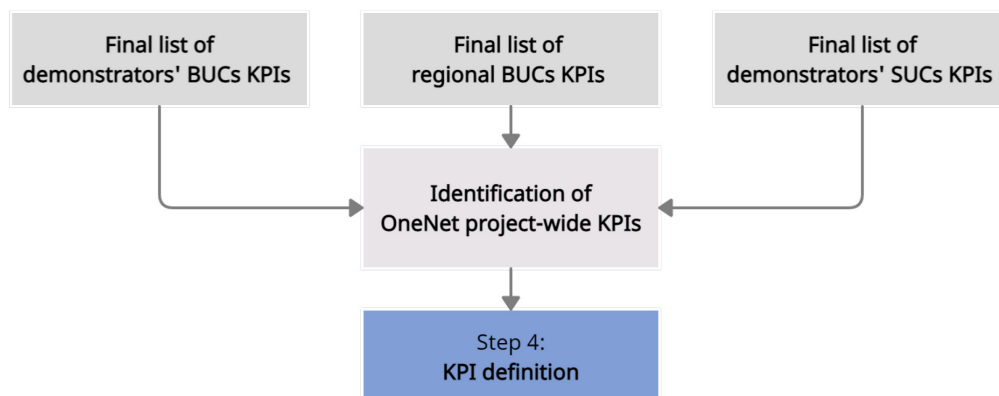 Final list of
demonstrators' BUCs KPIs
Final list of
regional BUCs KPIs
Final list of
demonstrators' SUCs KPIs
Identification of
OneNet project-wide KPIs
Step 4:
KPI definition